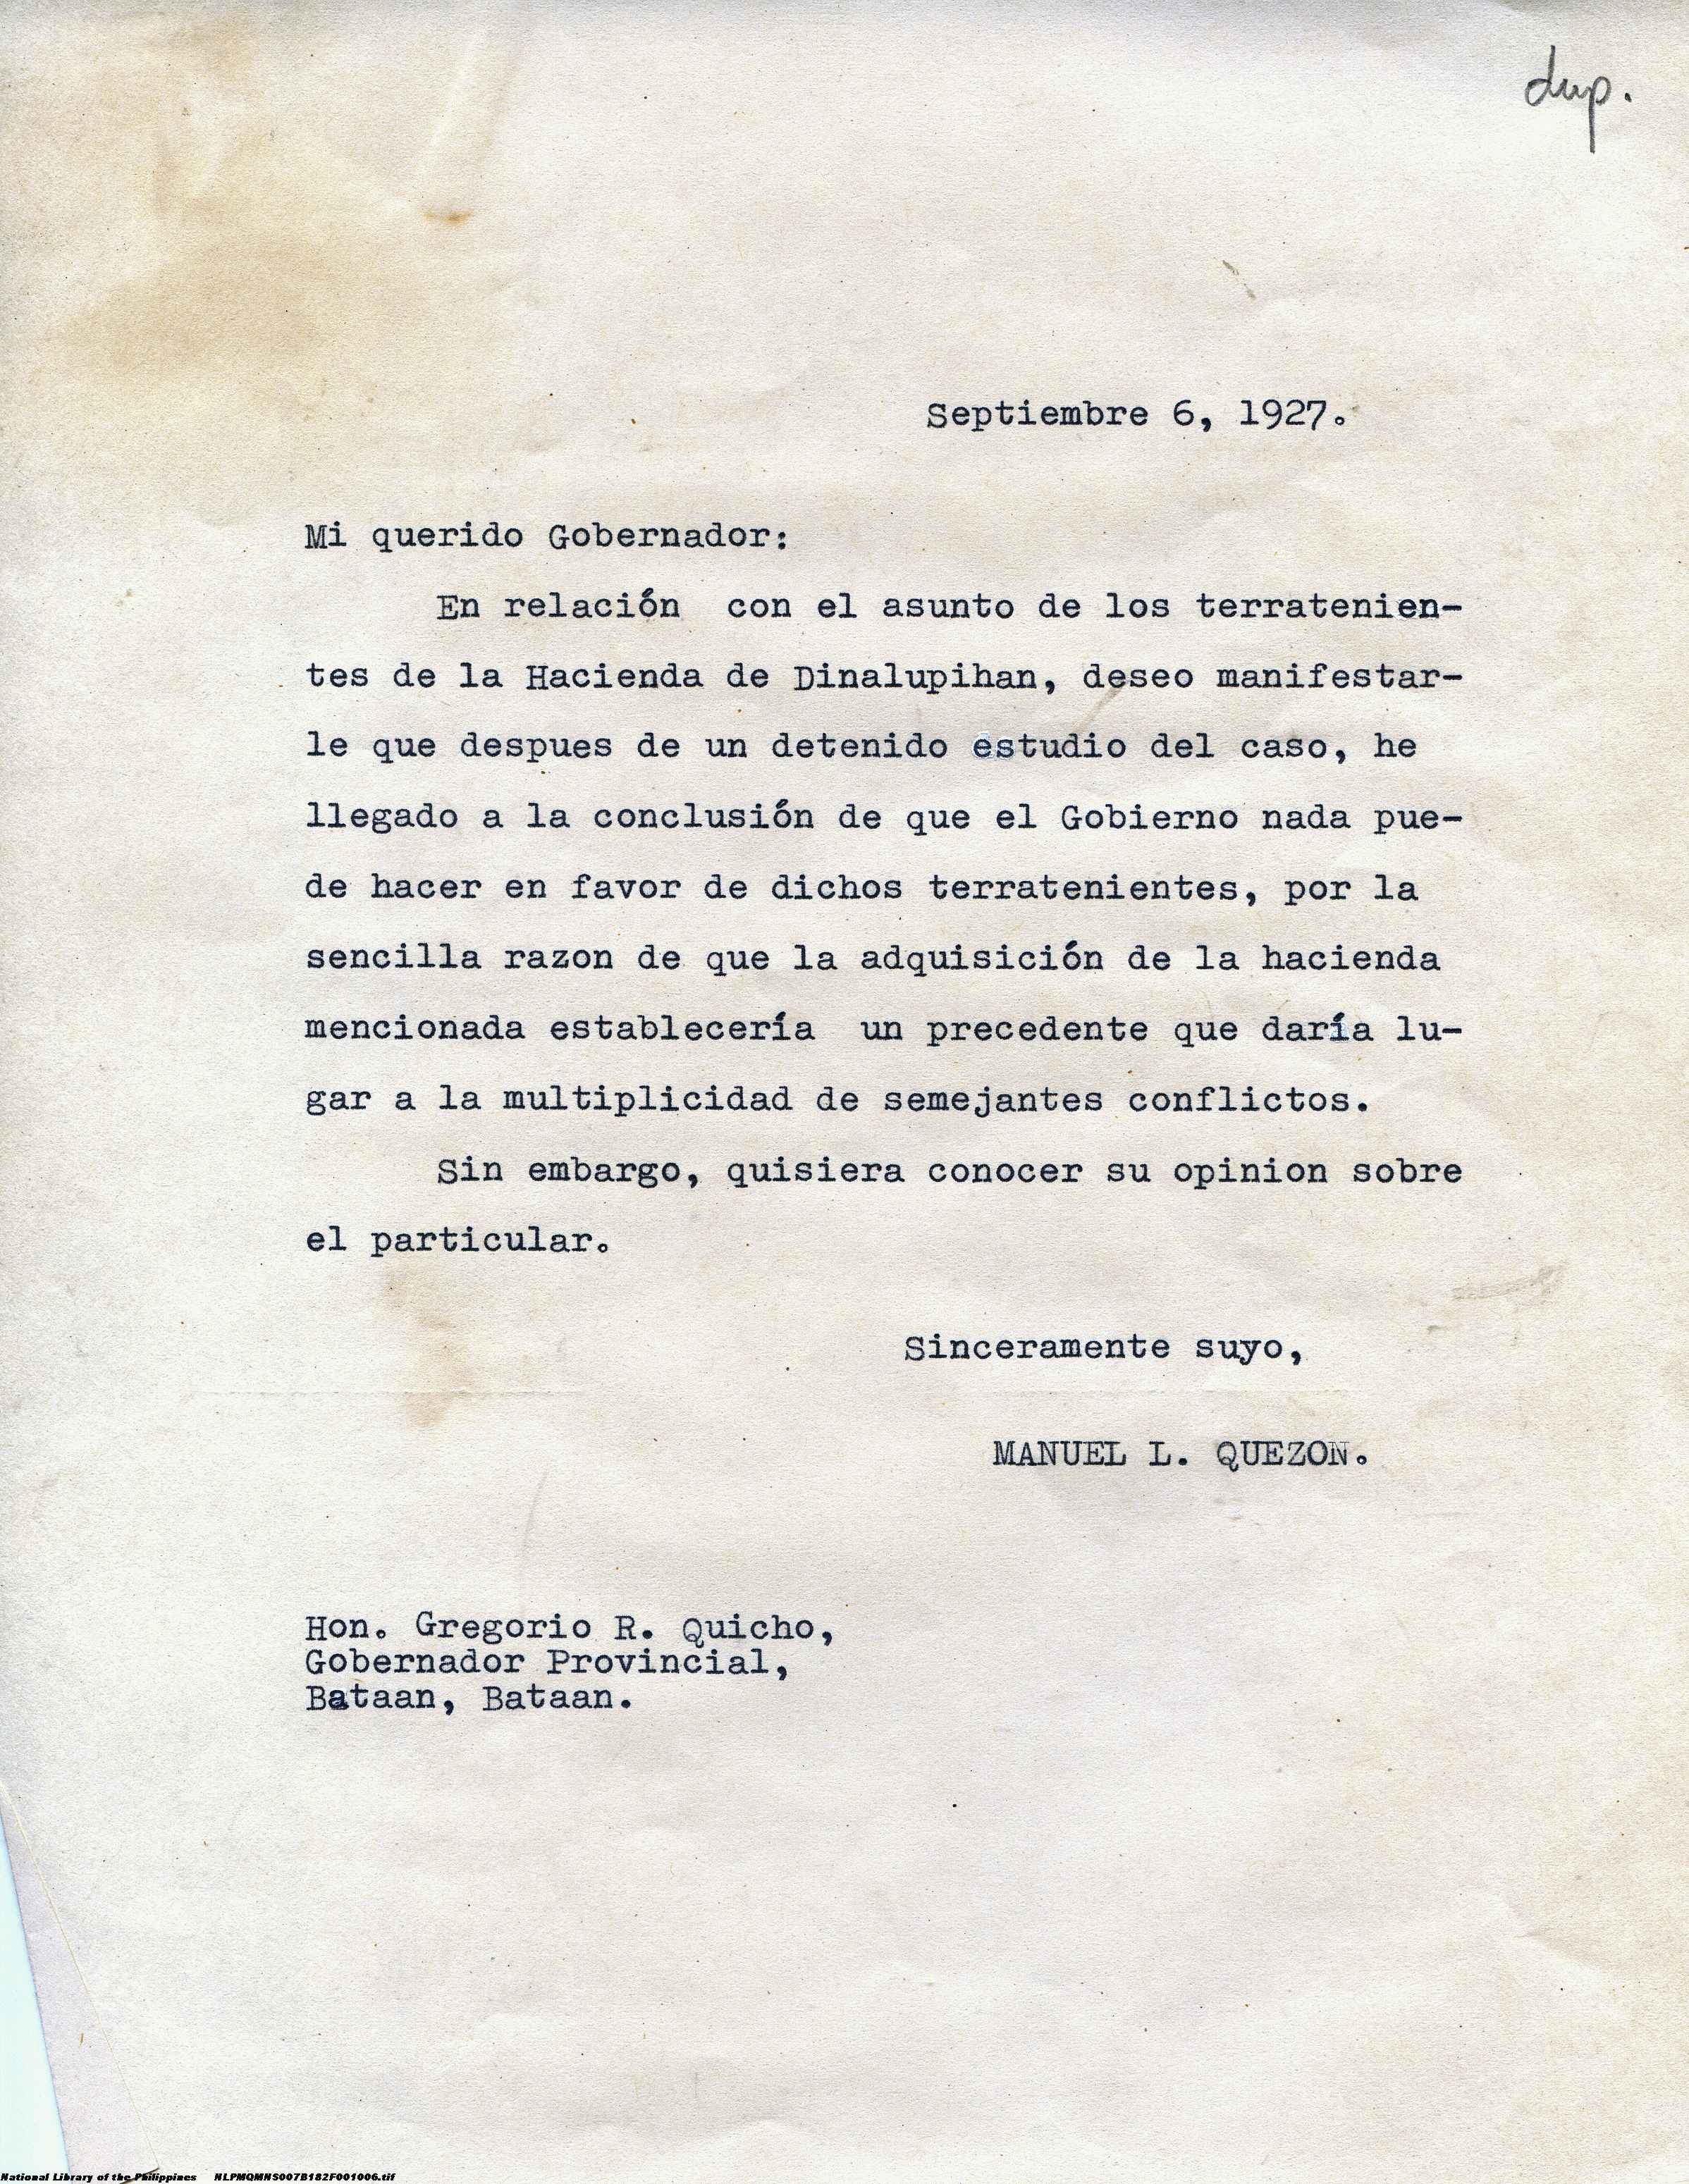 dup.
Septiembre 6, 1927.
Mi querido Gobernador:
En relación con el asunto de los terratenien-
tes de la Hacienda de Dinalupihan, deseo manifestar-
le que despues de un detenido estudio del caso, he
llegado a la conclusión de que el Gobierno nada pue-
de hacer en favor de dichos terratenientes, por la
sencilla razon de que la adquisición de la hacienda
mencionada establecería un precedente que daría lu-
gar a la multiplicidad de semejantes conflictos.
Sin embargo, quisiera conocer su opinion sobre
el particular.
Sinceramente suyo,
MANUEL L. QUEZON.
Hon. Gregorio R. Quicho,
Gobernador Provincial,
Bataan, Bataan.
National Library of the Philippines NLPMQMNS007B182F001006.tif